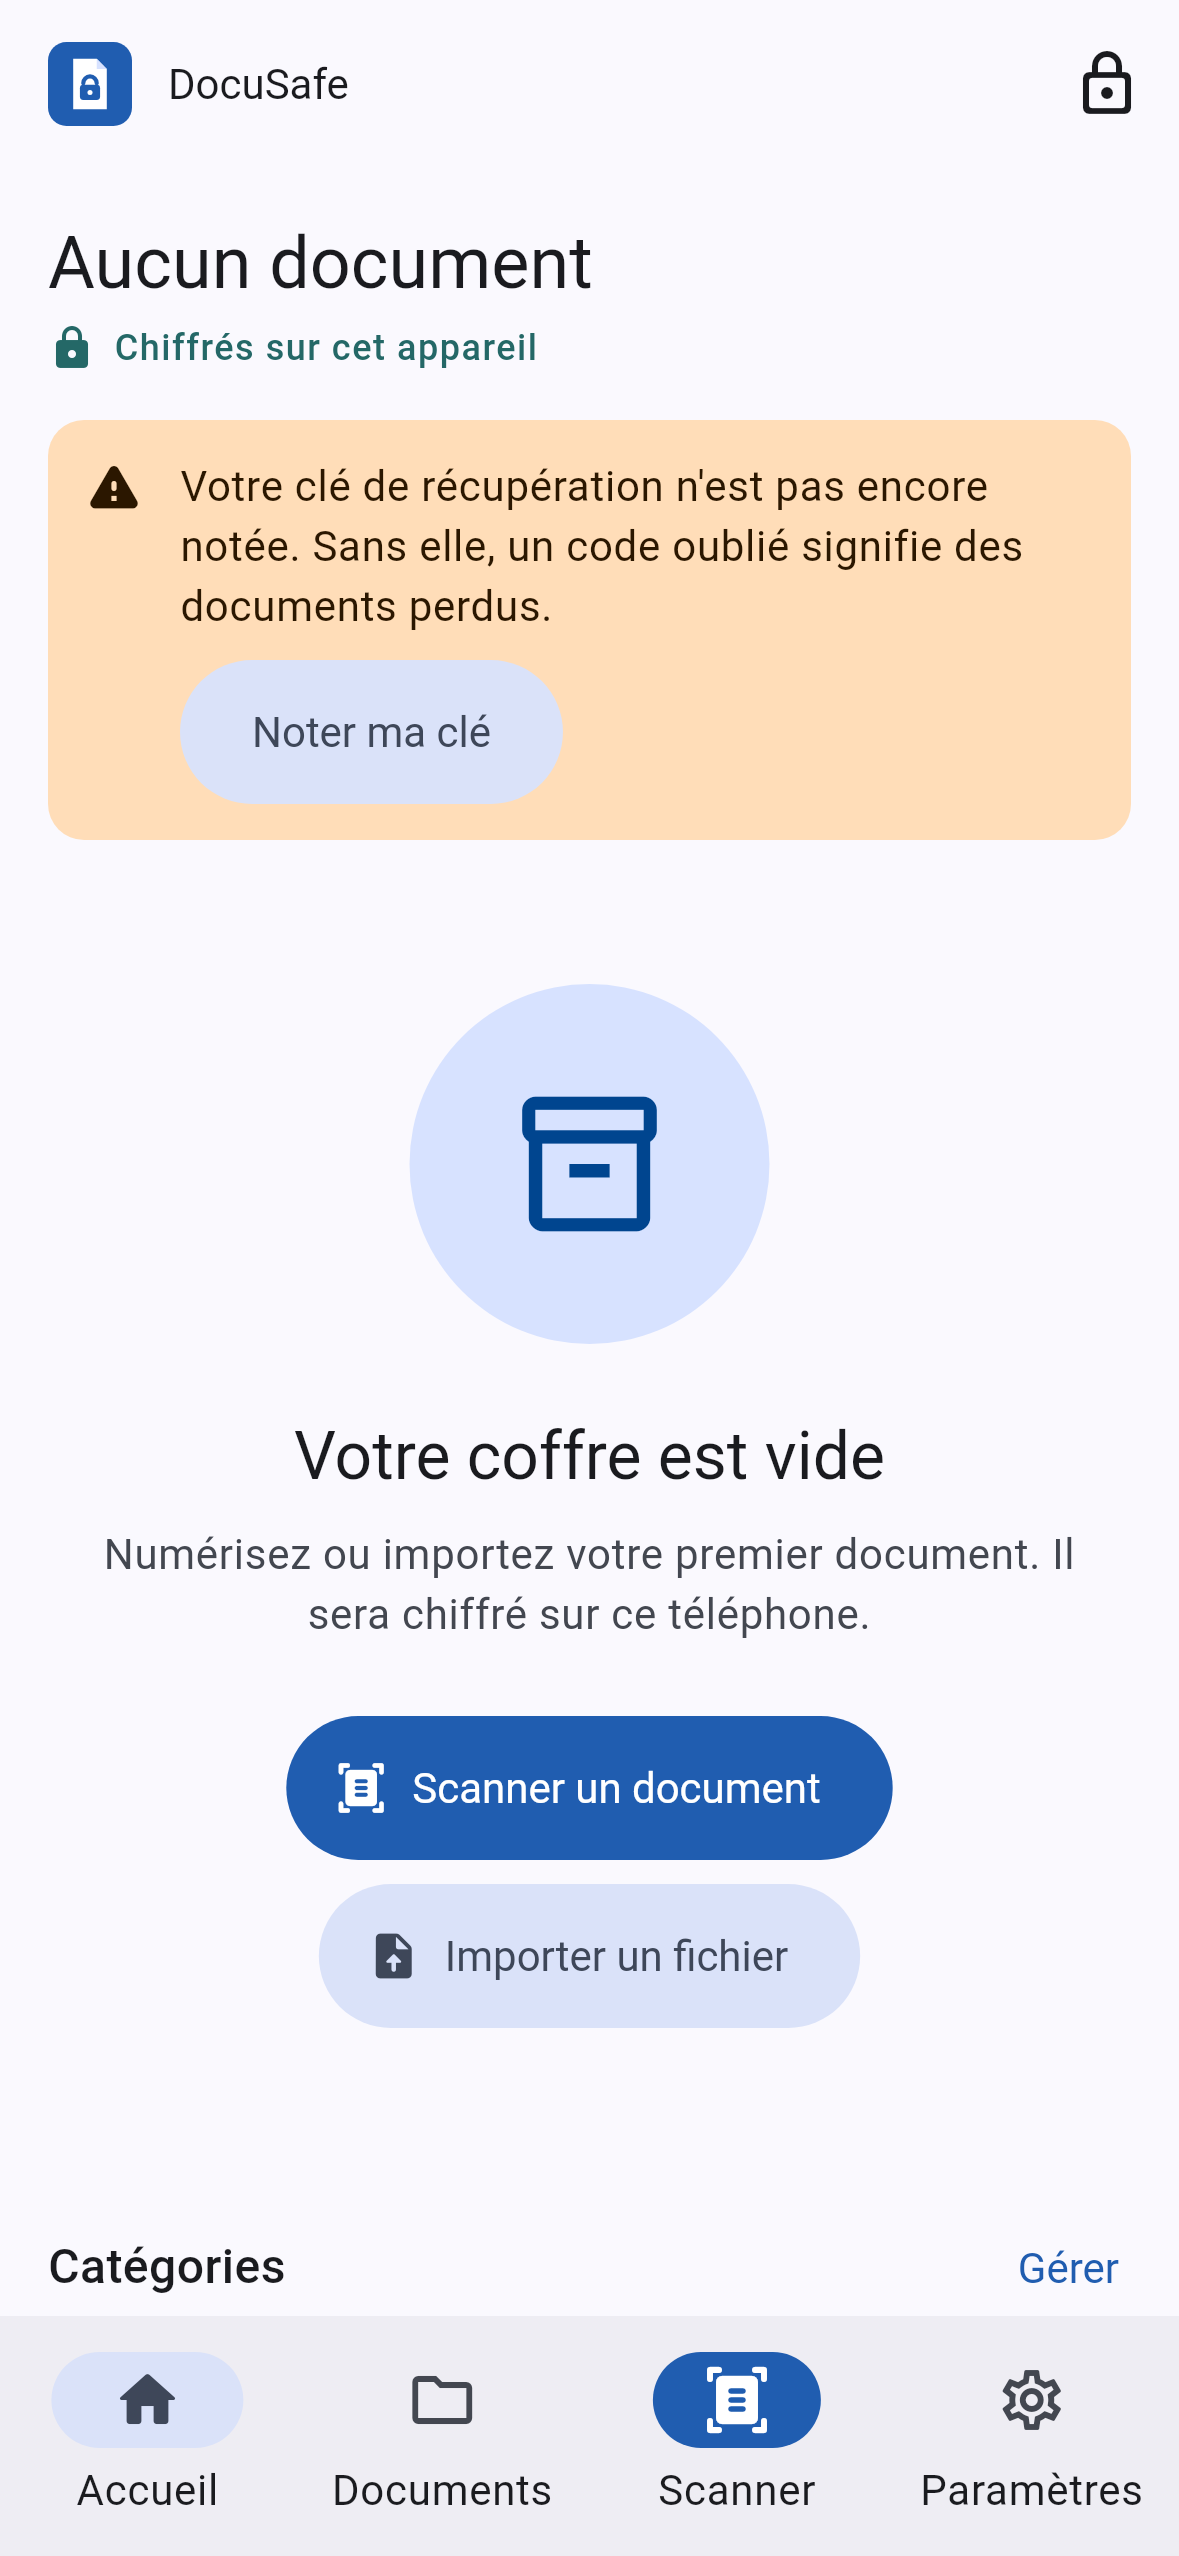 DocuSafe
Aucun document
Chiffrés sur cet appareil
Votre clé de récupération n'est pas encore
notée. Sans elle, un code oublié signifie des
documents perdus.
Noter ma clé
Votre coffre est vide
Numérisez ou importez votre premier document. Il
sera chiffré sur ce téléphone.
Scanner un document
Importer un fichier
Catégories
Gérer
Accueil
Documents
Scanner
Paramètres